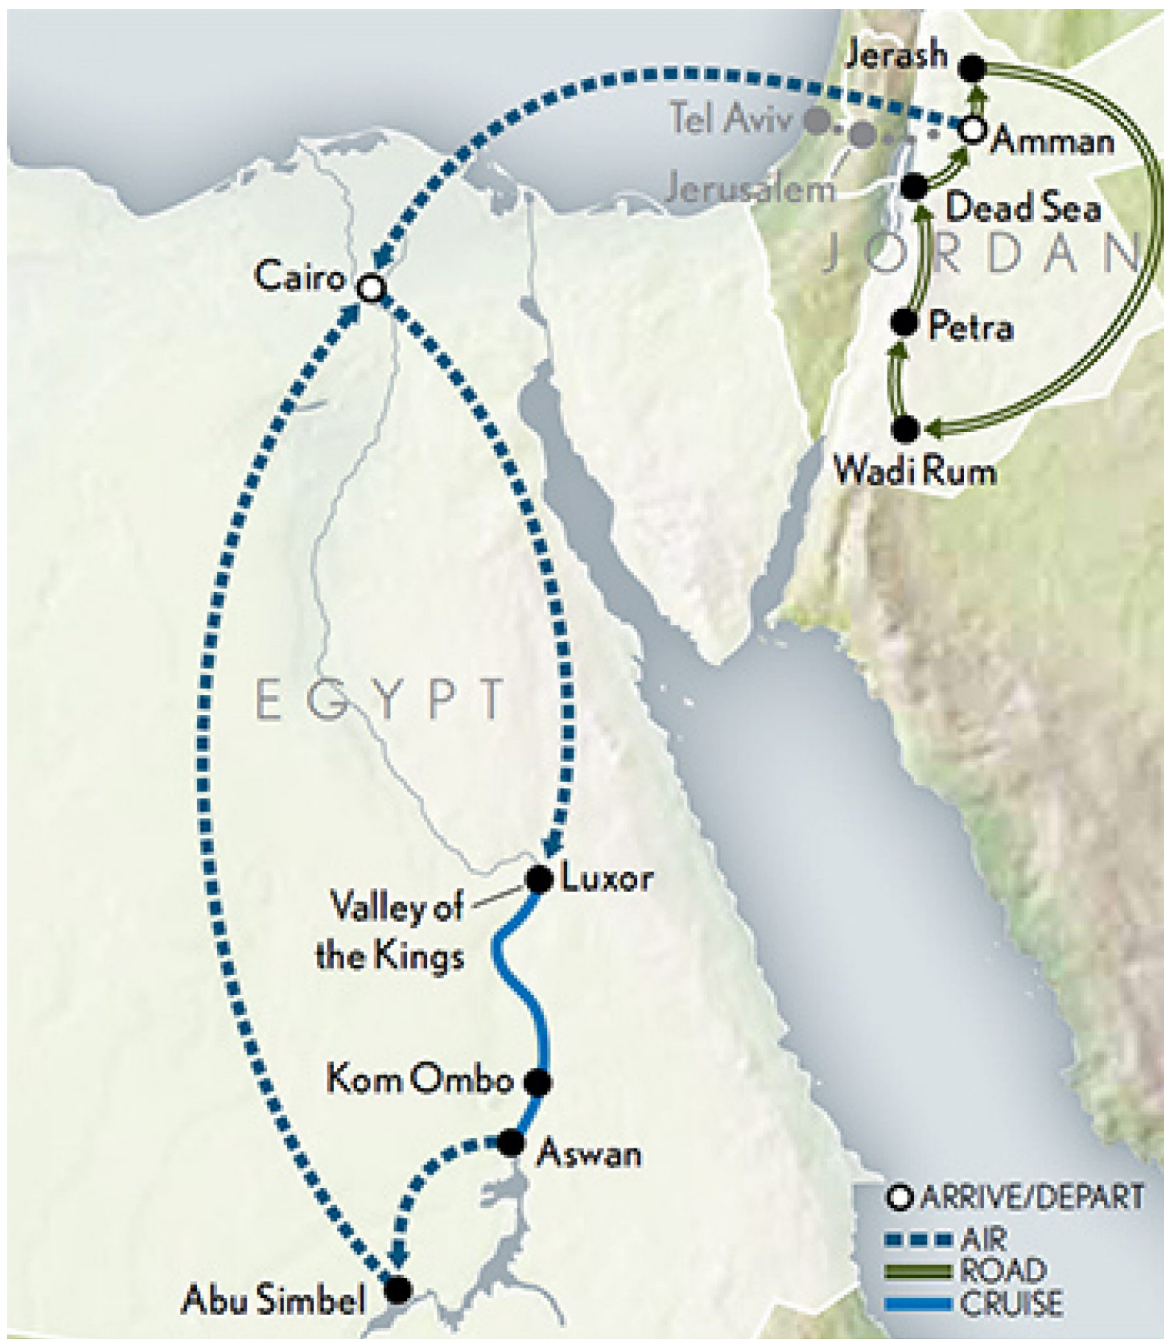 Jerash
Tel Aviv
Amman
Jerusalem
Dead Sea
JORDAN
Cairo
Petra
Wadi Rum
EGYPT
Luxor
Valley of
the Kings
Kom Ombo
Aswan
Abu Simbel
ARRIVE/DEPART
AIR
ROAD
CRUISE